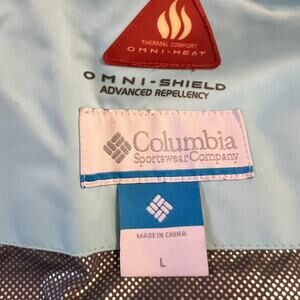 THERMAL COMFORT
OMNI-HEAT
OMNI-SHIELD
ADVANCED REPELLENCY
Columbia
Sportswear Company
MADE IN CHINA
L